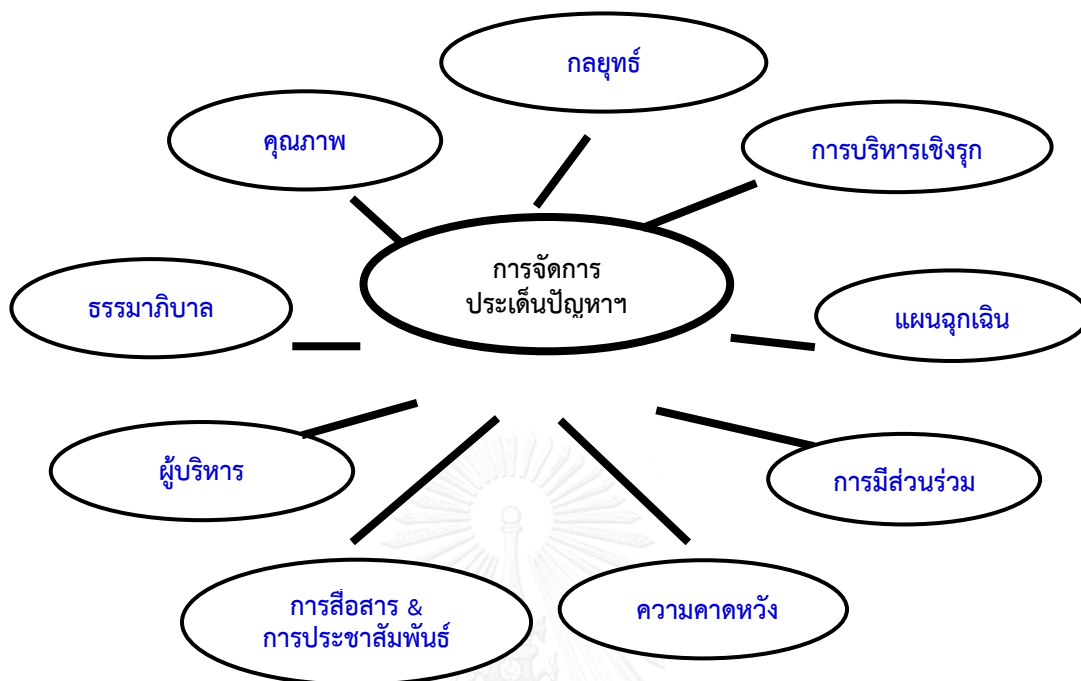 กลยุทธ์
คุณภาพ
การบริหารเชิงรุก
การจัดการ
ประเด็นปัญหาฯ
ธรรมาภิบาล
แผนฉุกเฉิน
ผู้บริหาร
การมีส่วนร่วม
การสื่อสาร &
การประชาสัมพันธ์
ความคาดหวัง